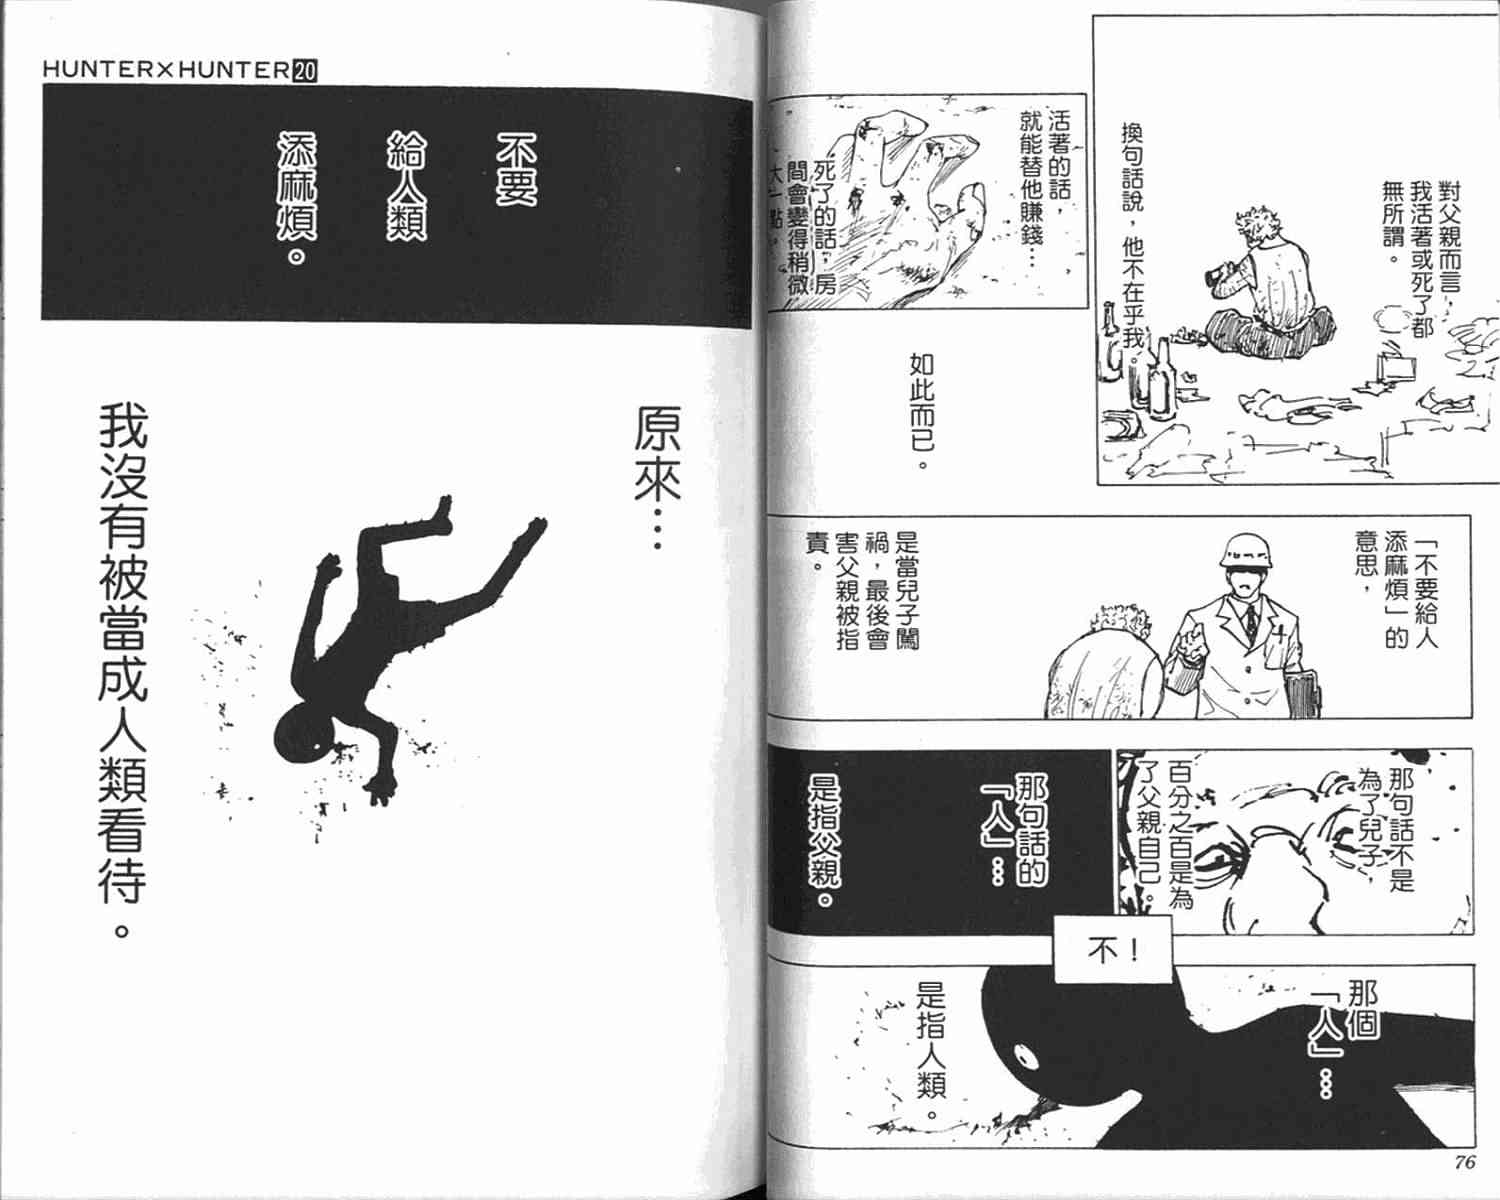 對父親而言，
我活著或死了都
無所謂。
換句話說，他不在乎我。
活著的話，
就能替他賺錢…
死了的話，房
間會變得稍微
大一點。
如此而已。
「不要給人
添麻煩」的
意思，
是當兒子闖
禍，最後會
害父親被指
責。
那句話不是
為了兒子，
百分之百是為
了父親自己。
那句話的
「人」…
是指父親。
不！
那個
「人」…
是指人類。
76
HUNTER×HUNTER 20
不要
給人類
添麻煩。
原來…
我沒有被當成人類看待。